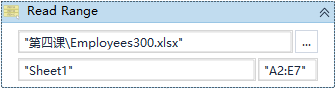 Read Range
"第四课\Employees300.xlsx" ...
"Sheet1" "A2:E7"